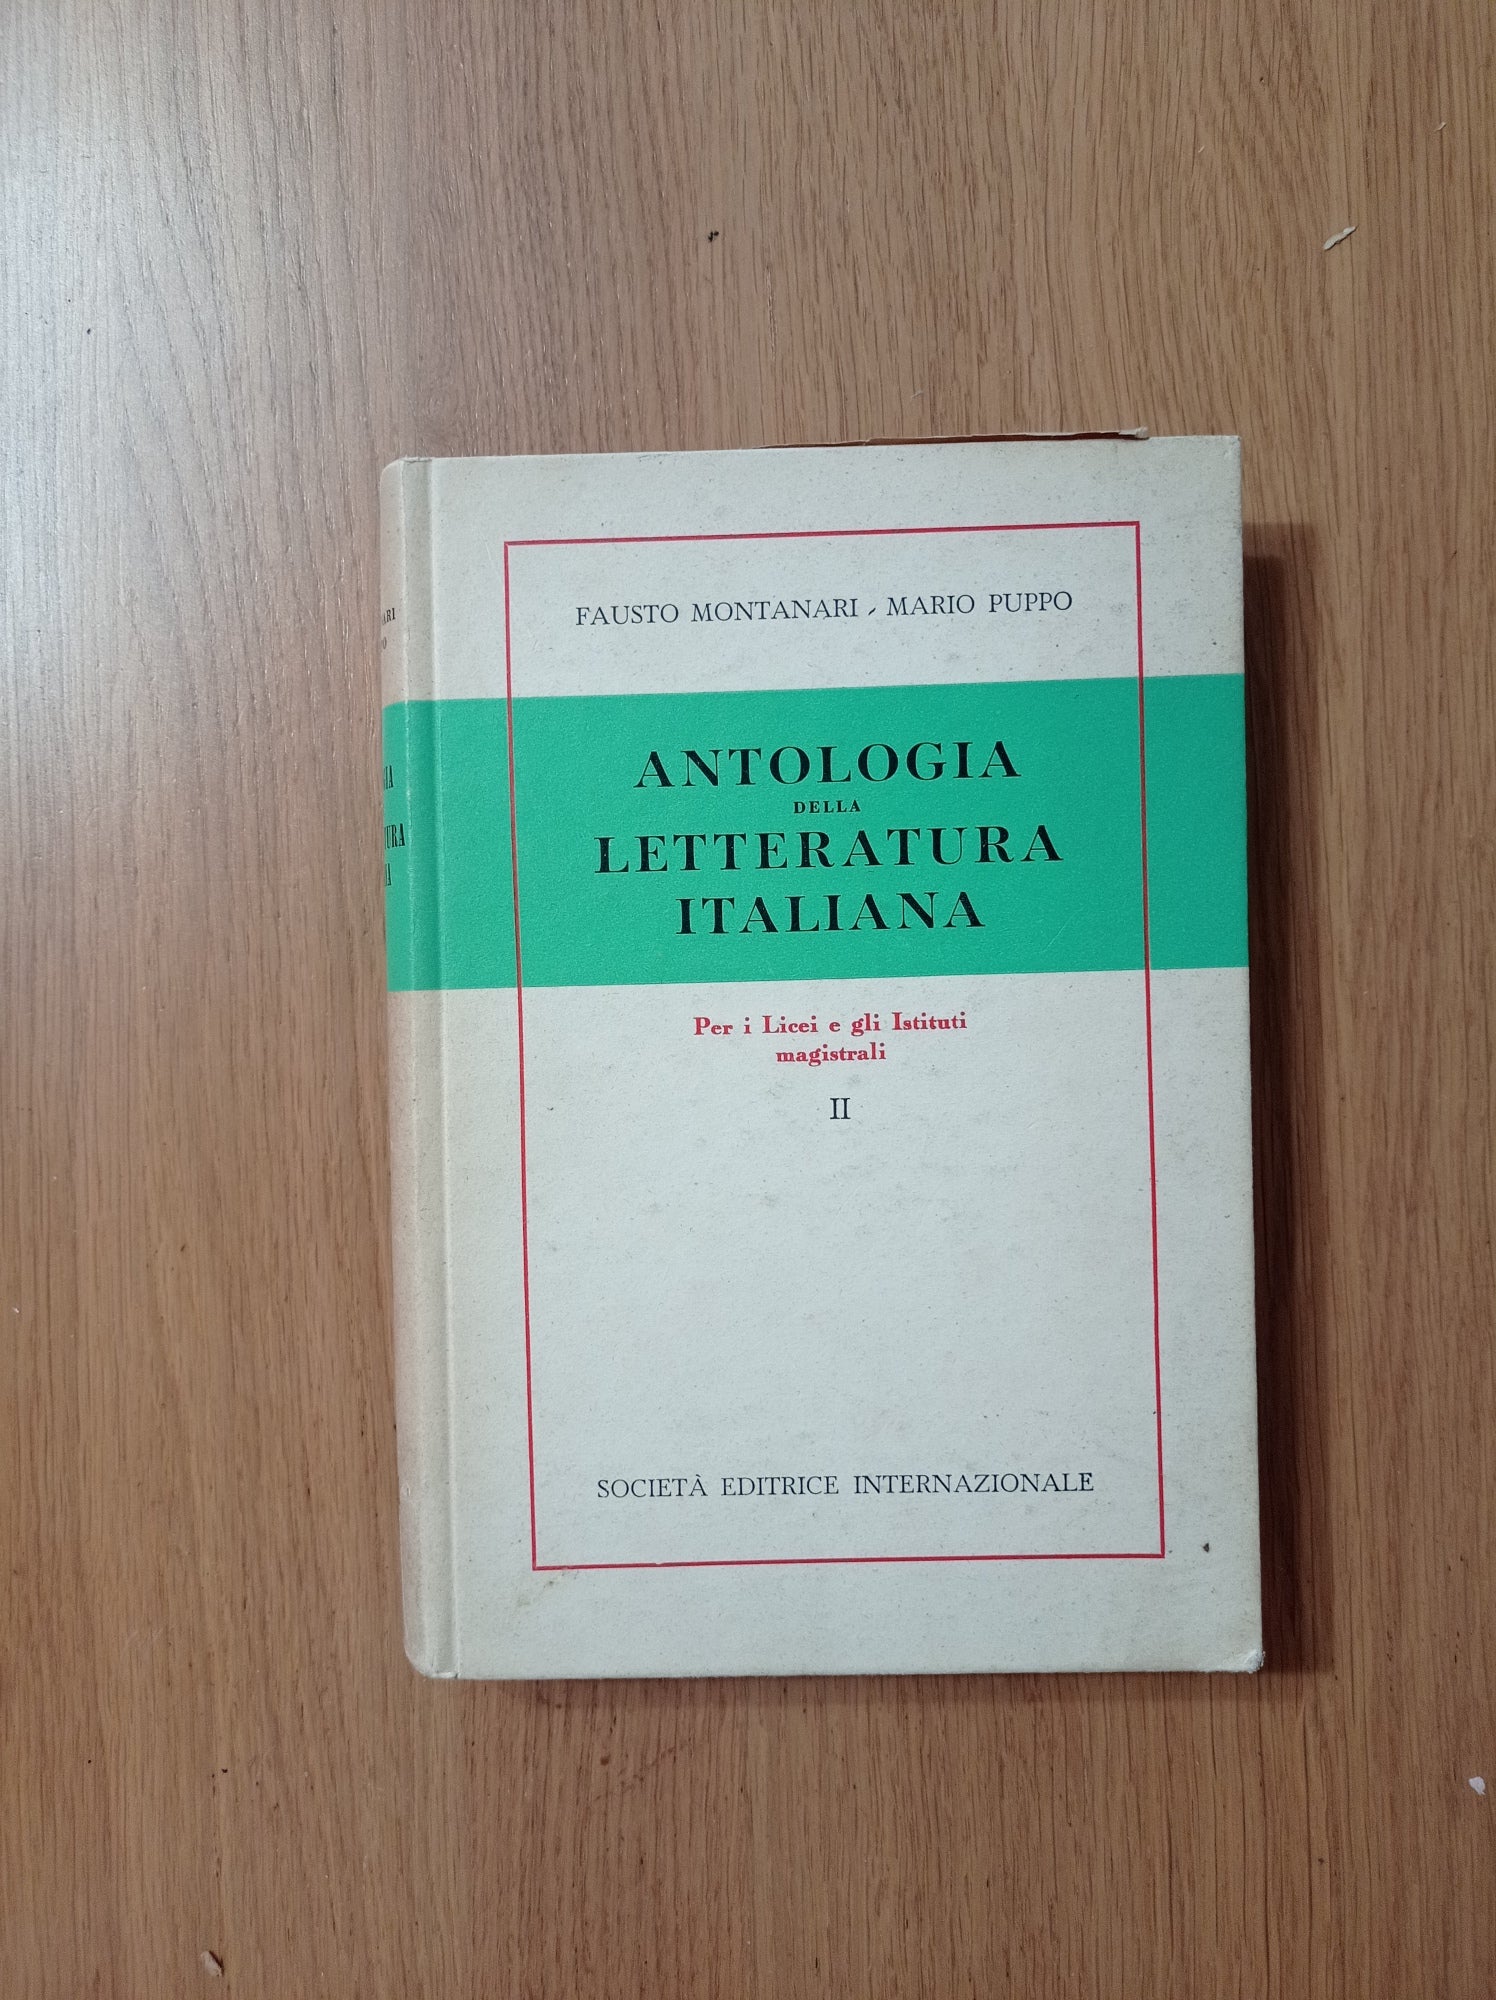 FAUSTO MONTANARI - MARIO PUPPO
ANTOLOGIA
DELLA
LETTERATURA
ITALIANA
Per i Licei e gli Istituti
magistrali
II
SOCIETÀ EDITRICE INTERNAZIONALE